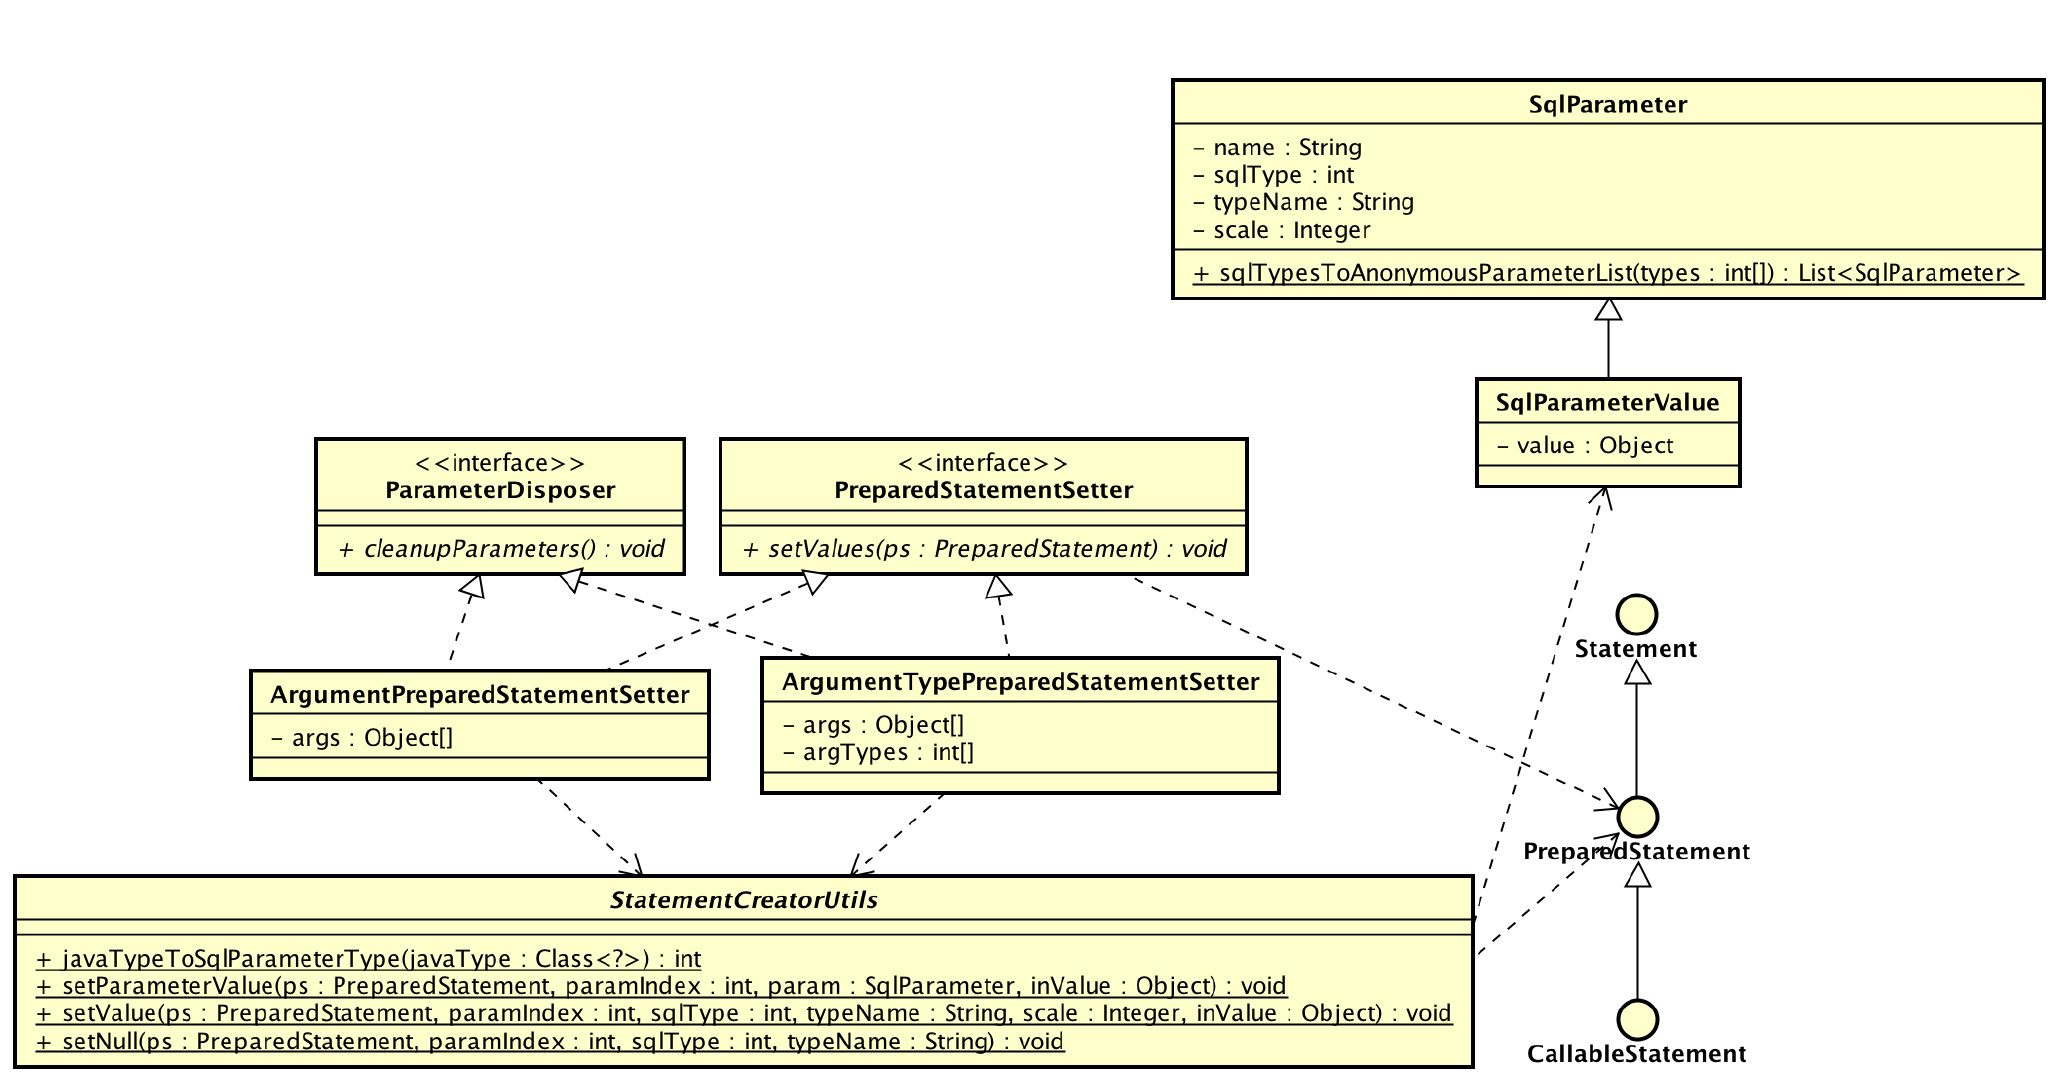 SqlParameter
- name : String
- sqlType : int
- typeName : String
- scale : Integer
+ sqlTypesToAnonymousParameterList(types : int[]) : List<SqlParameter>
SqlParameterValue
- value : Object
<<interface>>
ParameterDisposer
+ cleanupParameters() : void
<<interface>>
PreparedStatementSetter
+ setValues(ps : PreparedStatement) : void
Statement
ArgumentPreparedStatementSetter
- args : Object[]
ArgumentTypePreparedStatementSetter
- args : Object[]
- argTypes : int[]
PreparedStatement
StatementCreatorUtils
+ javaTypeToSqlParameterType(javaType : Class<?>) : int
+ setParameterValue(ps : PreparedStatement, paramIndex : int, param : SqlParameter, inValue : Object) : void
+ setValue(ps : PreparedStatement, paramIndex : int, sqlType : int, typeName : String, scale : Integer, inValue : Object) : void
+ setNull(ps : PreparedStatement, paramIndex : int, sqlType : int, typeName : String) : void
CallableStatement